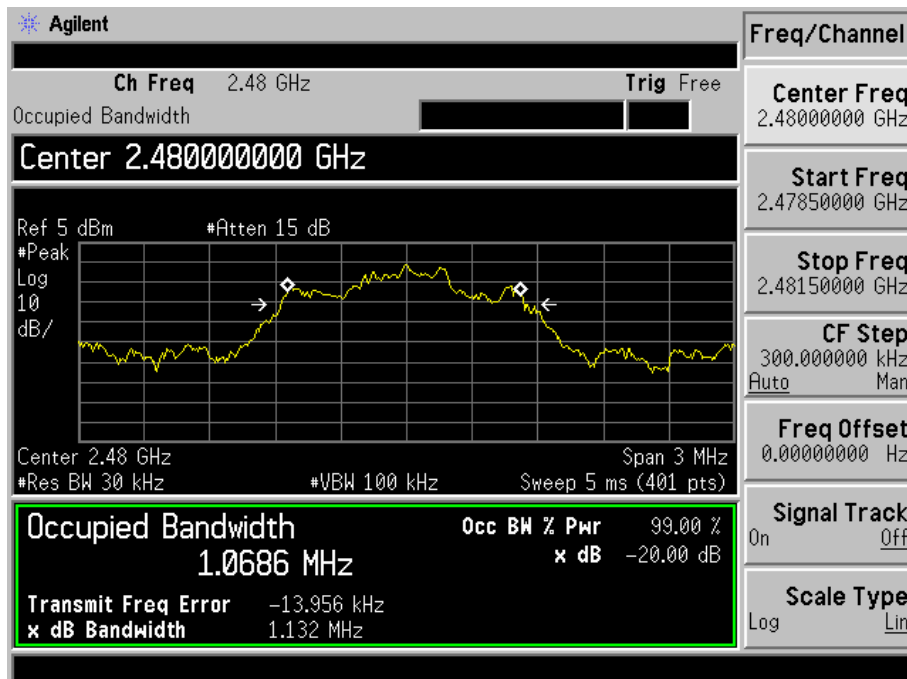 Agilent
Freq/Channel
Ch Freq 2.48 GHz Trig Free
Occupied Bandwidth
Center 2.480000000 GHz
Ref 5 dBm #Atten 15 dB
#Peak
Log
10
dB/
Center 2.48 GHz Span 3 MHz
#Res BW 30 kHz #VBW 100 kHz Sweep 5 ms (401 pts)
Occupied Bandwidth Occ BW % Pwr 99.00 %
1.0686 MHz x dB -20.00 dB
Transmit Freq Error -13.956 kHz
x dB Bandwidth 1.132 MHz
Center Freq
2.48000000 GHz
Start Freq
2.47850000 GHz
Stop Freq
2.48150000 GHz
CF Step
300.000000 kHz
Auto Man
Freq Offset
0.00000000 Hz
Signal Track
On Off
Scale Type
Log Lin